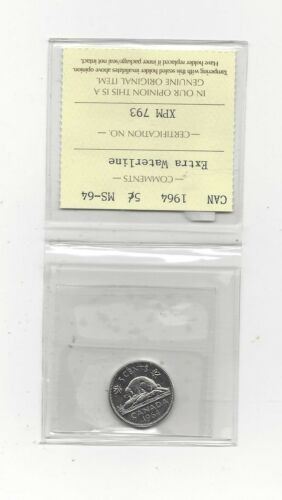 CAN 1964 5¢ MS-64
— COMMENTS —
Extra Waterline
— CERTIFICATION NO. —
XPM 793
IN OUR OPINION THIS IS A
GENUINE ORIGINAL ITEM.
Tampering with this sealed holder invalidates above opinion.
Have holder replaced if inner package/seal not intact.
5 CENTS
CANADA
1964